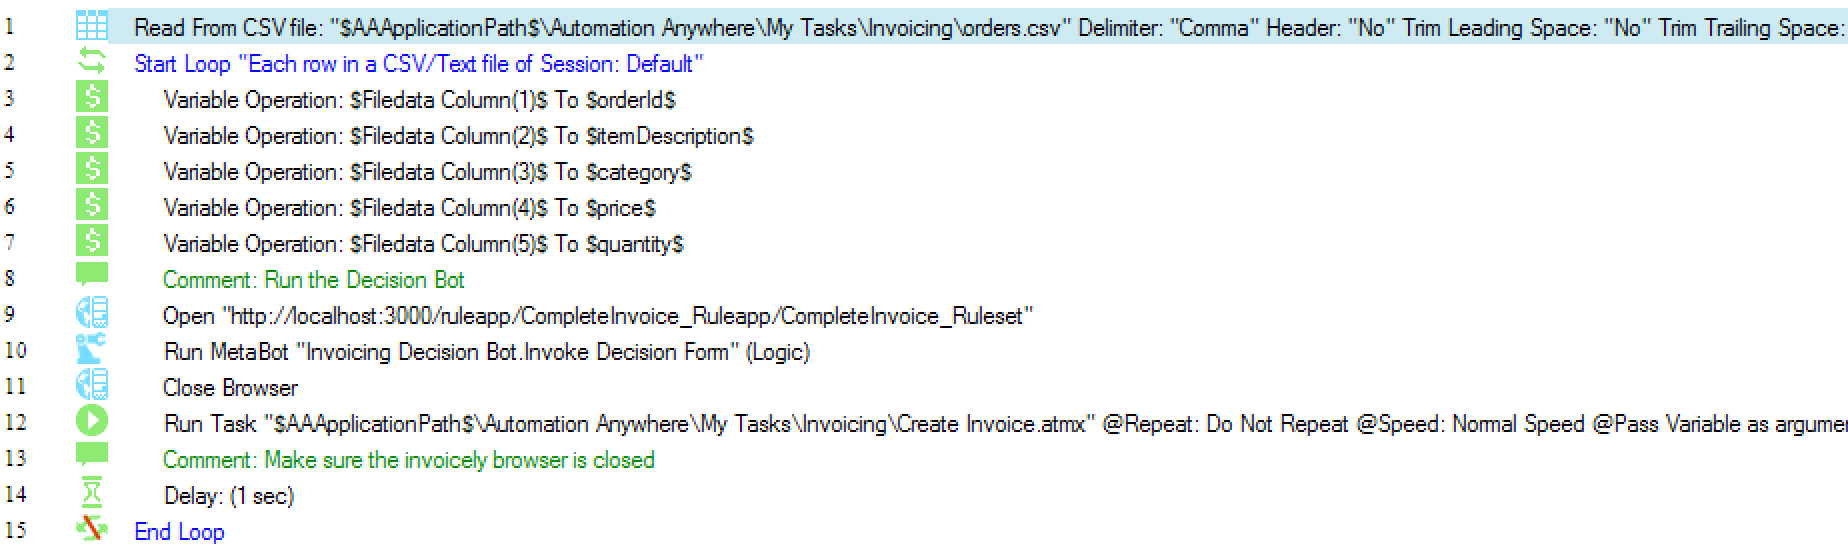 1 Read From CSV file: "$AAApplicationPath$\Automation Anywhere\My Tasks\Invoicing\orders.csv" Delimiter: "Comma" Header: "No" Trim Leading Space: "No" Trim Trailing Space:
2 Start Loop "Each row in a CSV/Text file of Session: Default"
3 Variable Operation: $Filedata Column(1)$ To $orderId$
4 Variable Operation: $Filedata Column(2)$ To $itemDescription$
5 Variable Operation: $Filedata Column(3)$ To $category$
6 Variable Operation: $Filedata Column(4)$ To $price$
7 Variable Operation: $Filedata Column(5)$ To $quantity$
8 Comment: Run the Decision Bot
9 Open "http://localhost:3000/ruleapp/CompleteInvoice_Ruleapp/CompleteInvoice_Ruleset"
10 Run MetaBot "Invoicing Decision Bot.Invoke Decision Form" (Logic)
11 Close Browser
12 Run Task "$AAApplicationPath$\Automation Anywhere\My Tasks\Invoicing\Create Invoice.atmx" @Repeat: Do Not Repeat @Speed: Normal Speed @Pass Variable as argumer
13 Comment: Make sure the invoicely browser is closed
14 Delay: (1 sec)
15 End Loop